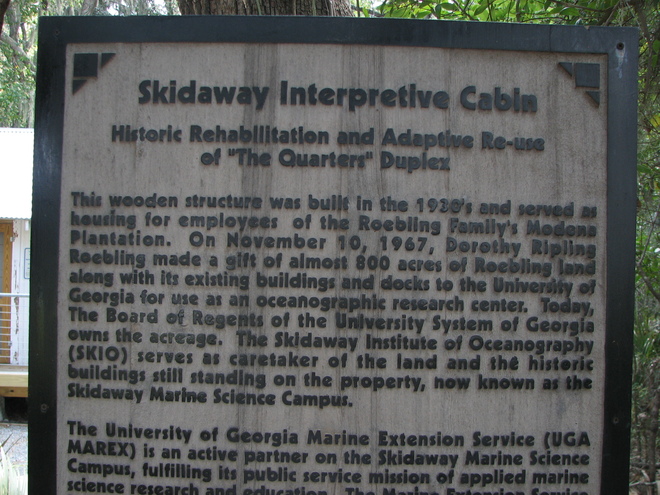 Skidaway Interpretive Cabin
Historic Rehabilitation and Adaptive Re-use
of "The Quarters" Duplex
This wooden structure was built in the 1930's and served as
housing for employees of the Roebling Family's Modena
Plantation. On November 10, 1967, Dorothy Ripling
Roebling made a gift of almost 800 acres of Roebling land
along with its existing buildings and docks to the University of
Georgia for use as an oceanographic research center. Today,
The Board of Regents of the University System of Georgia
owns the acreage. The Skidaway Institute of Oceanography
(SKIO) serves as caretaker of the land and the historic
buildings still standing on the property, now known as the
Skidaway Marine Science Campus.
The University of Georgia Marine Extension Service (UGA
MAREX) is an active partner on the Skidaway Marine Science
Campus, fulfilling its public service mission of applied marine
science research and education. The Marine Extension